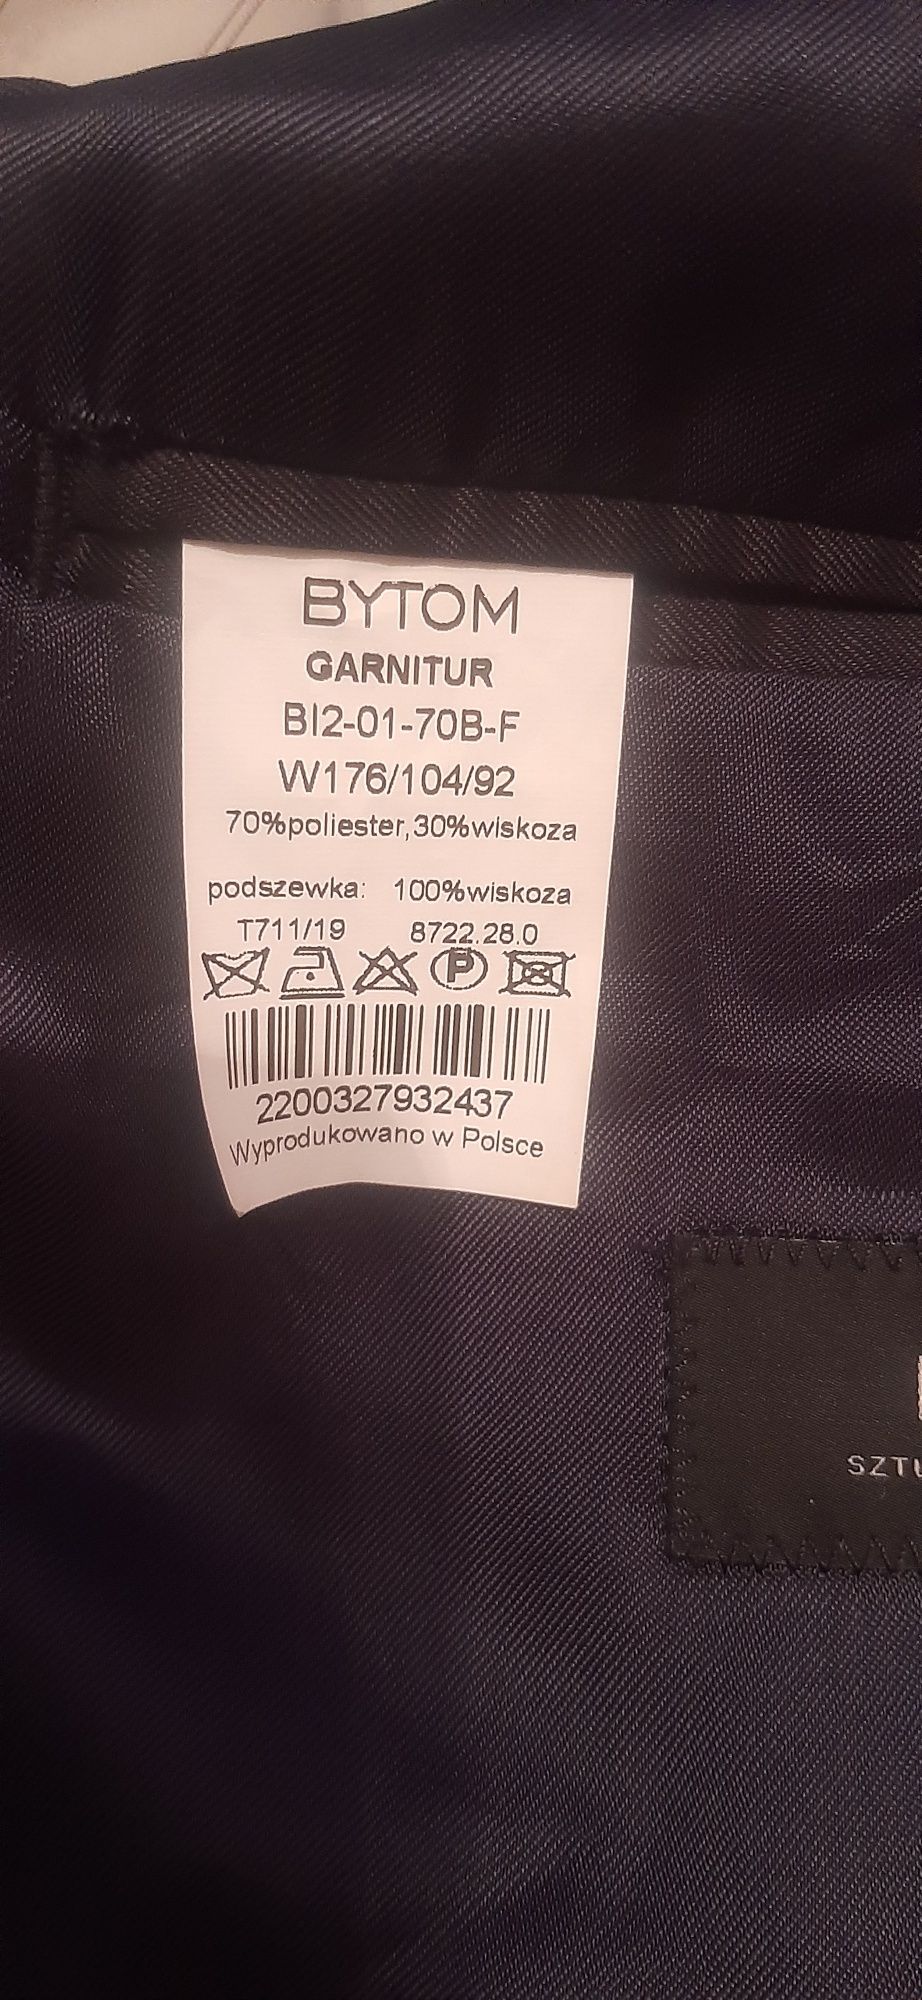 BYTOM
GARNITUR
BI2-01-70B-F
W176/104/92
70%poliester,30%wiskoza
podszewka: 100%wiskoza
T711/19 8722.28.0
P
2200327932437
Wyprodukowano w Polsce